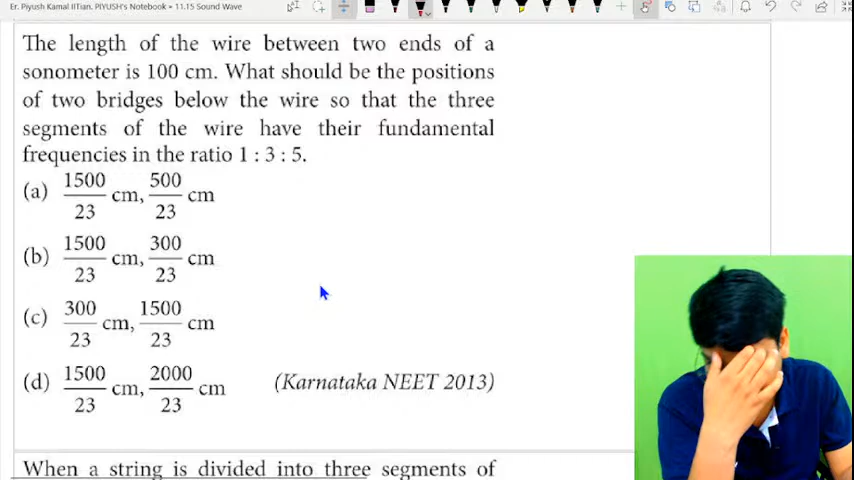 Er. Piyush Kamal IITian. PIYUSH's Notebook » 11.15 Sound Wave
The length of the wire between two ends of a
sonometer is 100 cm. What should be the positions
of two bridges below the wire so that the three
segments of the wire have their fundamental
frequencies in the ratio 1 : 3 : 5.
(a) 1500/23 cm, 500/23 cm
(b) 1500/23 cm, 300/23 cm
(c) 300/23 cm, 1500/23 cm
(d) 1500/23 cm, 2000/23 cm (Karnataka NEET 2013)
When a string is divided into three segments of